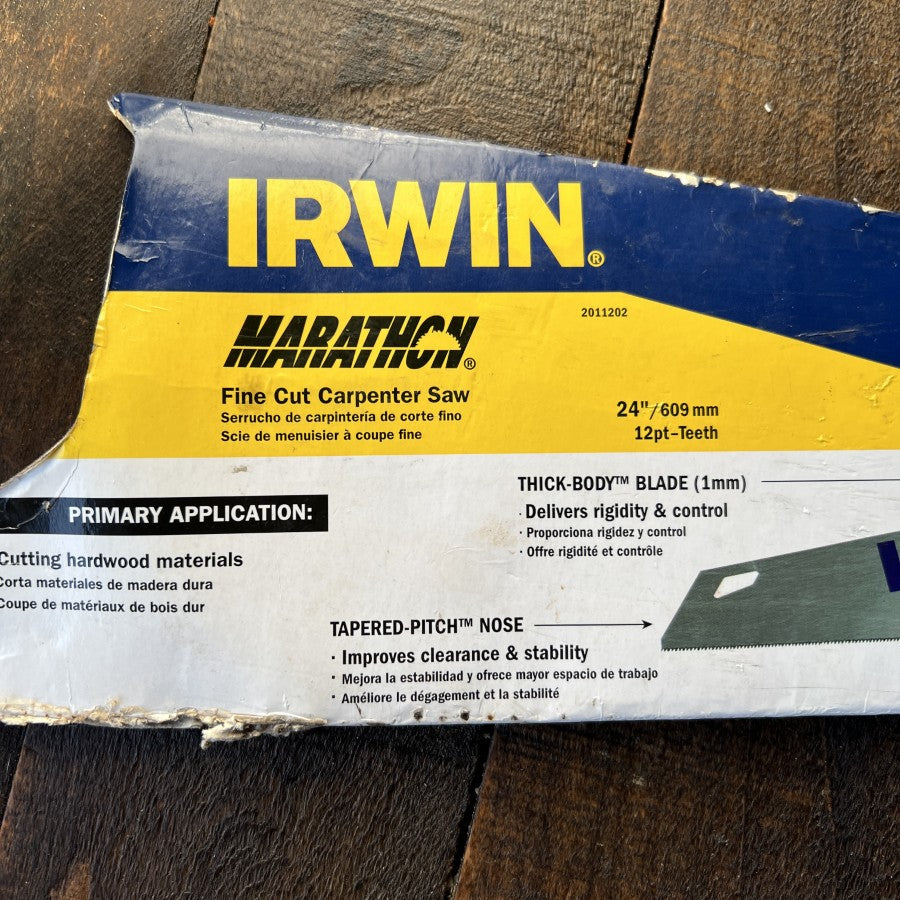 IRWIN®
2011202
MARATHON®
Fine Cut Carpenter Saw
Serrucho de carpintería de corte fino
Scie de menuisier à coupe fine
24"/609 mm
12pt-Teeth
PRIMARY APPLICATION:
Cutting hardwood materials
Corta materiales de madera dura
Coupe de matériaux de bois dur
THICK-BODY™ BLADE (1mm)
· Delivers rigidity & control
· Proporciona rigidez y control
· Offre rigidité et contrôle
TAPERED-PITCH™ NOSE
· Improves clearance & stability
· Mejora la estabilidad y ofrece mayor espacio de trabajo
· Améliore le dégagement et la stabilité